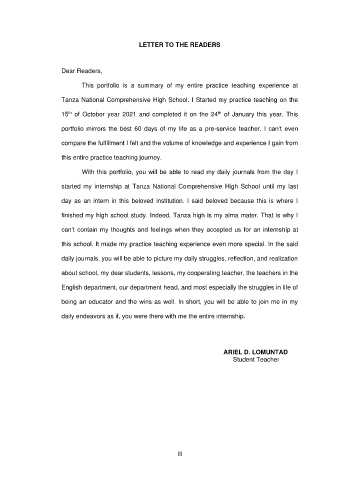 LETTER TO THE READERS
Dear Readers,
This portfolio is a summary of my entire practice teaching experience at
Tanza National Comprehensive High School. I Started my practice teaching on the
15th of October year 2021 and completed it on the 24th of January this year. This
portfolio mirrors the best 60 days of my life as a pre-service teacher. I can't even
compare the fulfillment I felt and the volume of knowledge and experience I gain from
this entire practice teaching journey.
With this portfolio, you will be able to read my daily journals from the day I
started my internship at Tanza National Comprehensive High School until my last
day as an intern in this beloved institution. I said beloved because this is where I
finished my high school study. Indeed, Tanza high is my alma mater. That is why I
can't contain my thoughts and feelings when they accepted us for an internship at
this school. It made my practice teaching experience even more special. In the said
daily journals, you will be able to picture my daily struggles, reflection, and realization
about school, my dear students, lessons, my cooperating teacher, the teachers in the
English department, our department head, and most especially the struggles in life of
being an educator and the wins as well. In short, you will be able to join me in my
daily endeavors as if, you were there with me the entire internship.
ARIEL D. LOMUNTAD
Student Teacher
III